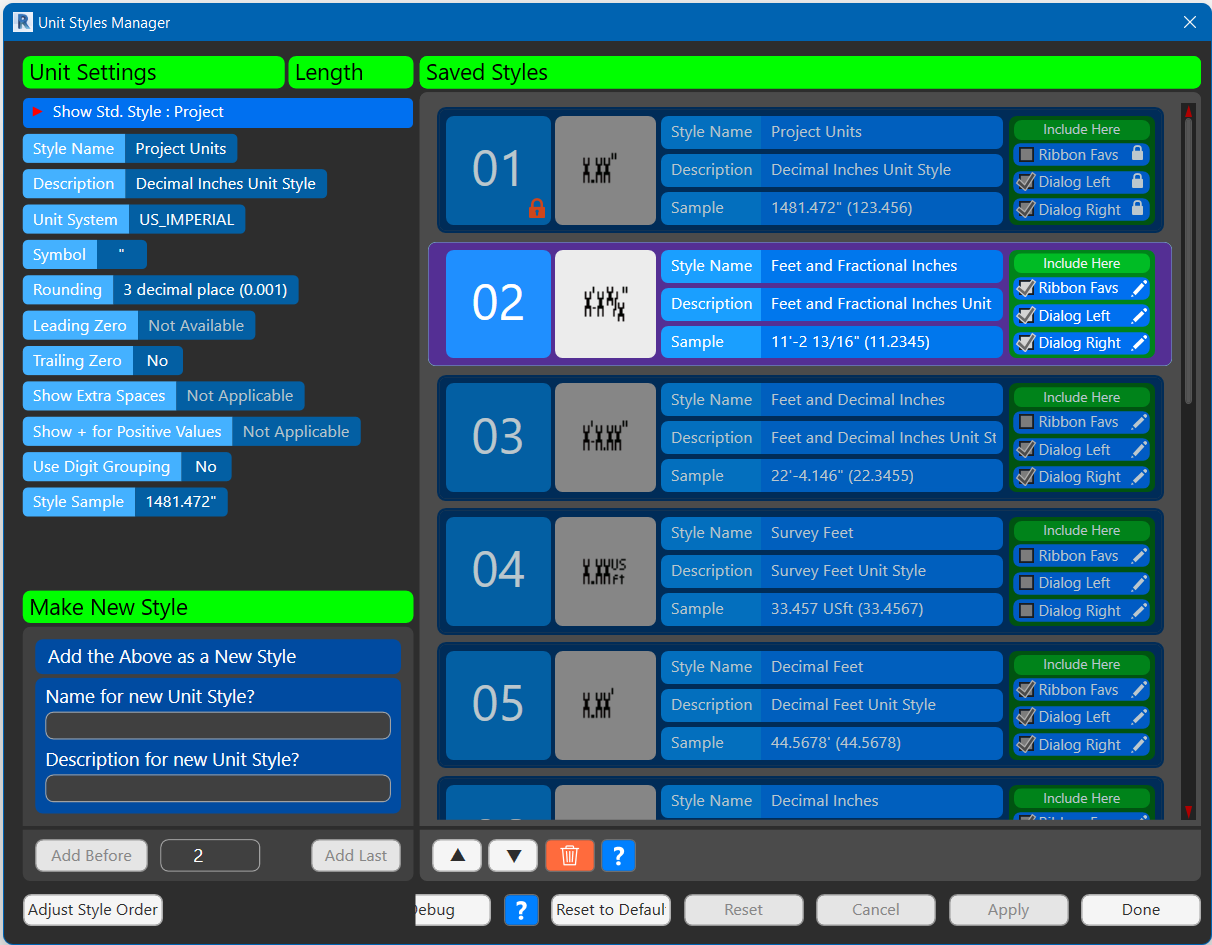 Unit Styles Manager
Unit Settings
Length
Saved Styles
Show Std. Style : Project
Style Name Project Units
Description Decimal Inches Unit Style
Unit System US_IMPERIAL
Symbol "
Rounding 3 decimal place (0.001)
Leading Zero Not Available
Trailing Zero No
Show Extra Spaces Not Applicable
Show + for Positive Values Not Applicable
Use Digit Grouping No
Style Sample 1481.472"
Make New Style
Add the Above as a New Style
Name for new Unit Style?
Description for new Unit Style?
Add Before 2 Add Last
Adjust Style Order
01
X.XX"
Style Name Project Units
Description Decimal Inches Unit Style
Sample 1481.472" (123.456)
Include Here
Ribbon Favs
Dialog Left
Dialog Right
02
X'X X/X"
Style Name Feet and Fractional Inches
Description Feet and Fractional Inches Unit
Sample 11'-2 13/16" (11.2345)
Include Here
Ribbon Favs
Dialog Left
Dialog Right
03
X'-X.XX"
Style Name Feet and Decimal Inches
Description Feet and Decimal Inches Unit St
Sample 22'-4.146" (22.3455)
Include Here
Ribbon Favs
Dialog Left
Dialog Right
04
X.XXUS
ft
Style Name Survey Feet
Description Survey Feet Unit Style
Sample 33.457 USft (33.4567)
Include Here
Ribbon Favs
Dialog Left
Dialog Right
05
X.XX'
Style Name Decimal Feet
Description Decimal Feet Unit Style
Sample 44.5678' (44.5678)
Include Here
Ribbon Favs
Dialog Left
Dialog Right
Style Name Decimal Inches
Include Here
?
ebug ? Reset to Defaul Reset Cancel Apply Done